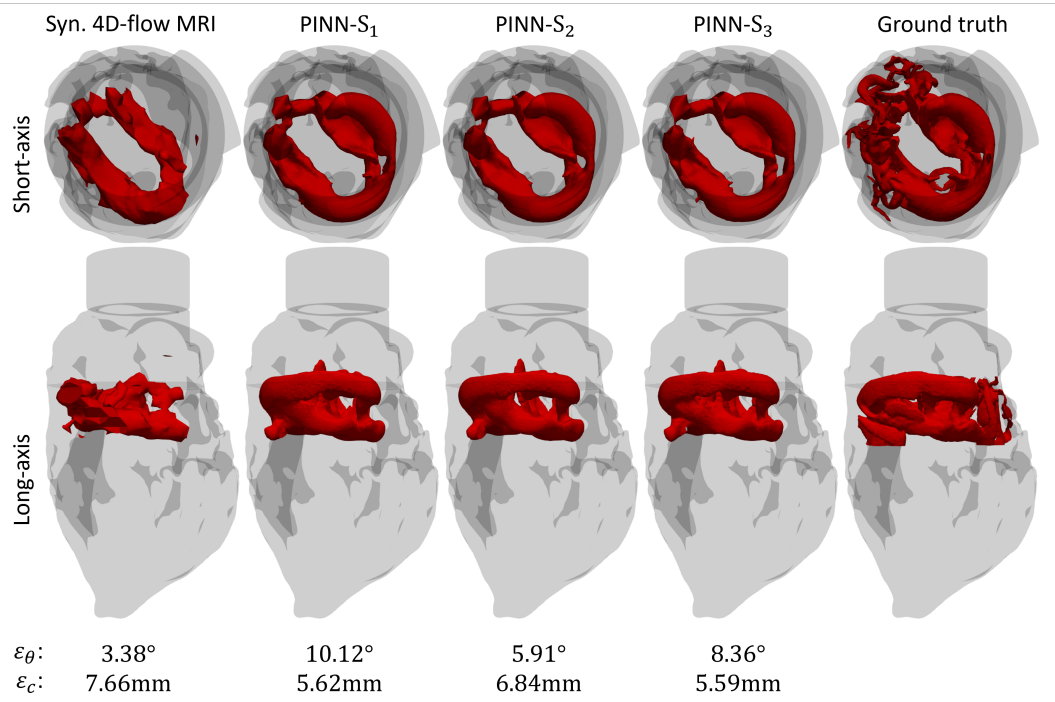 Syn. 4D-flow MRI PINN-S₁ PINN-S₂ PINN-S₃ Ground truth
Short-axis
Long-axis
εθ: 3.38° 10.12° 5.91° 8.36°
ε𝑐: 7.66mm 5.62mm 6.84mm 5.59mm